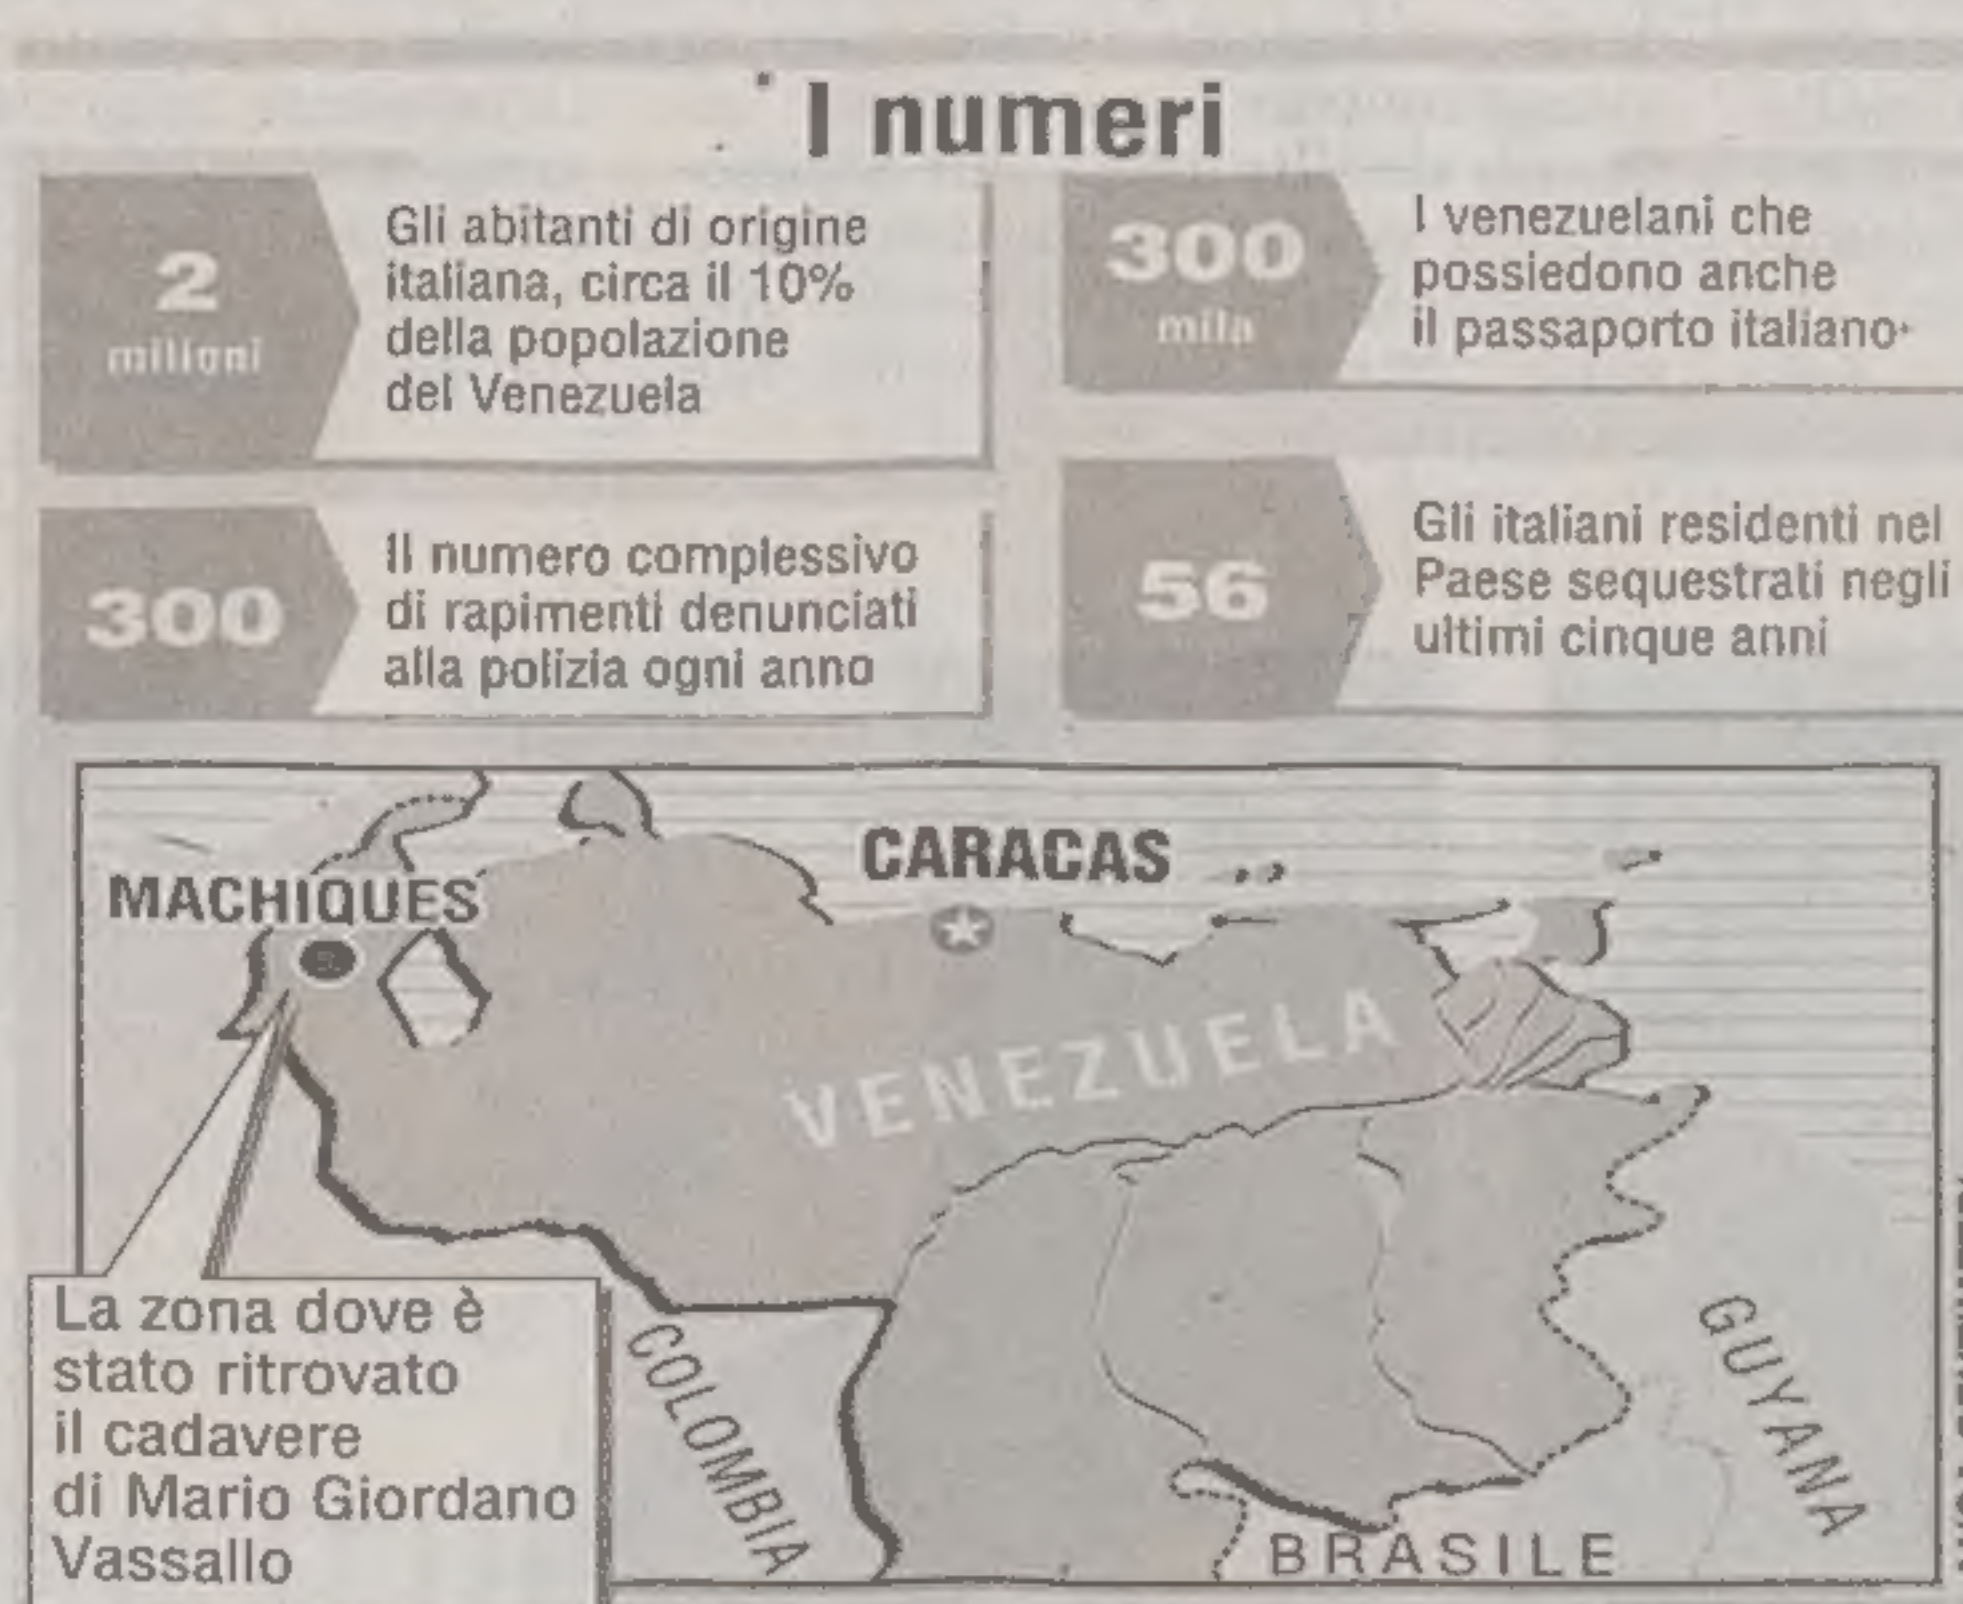 I numeri
2
milioni
Gli abitanti di origine
italiana, circa il 10%
della popolazione
del Venezuela
300
mila
I venezuelani che
possiedono anche
il passaporto italiano
300
Il numero complessivo
di rapimenti denunciati
alla polizia ogni anno
56
Gli italiani residenti nel
Paese sequestrati negli
ultimi cinque anni
CARACAS
MACHIQUES
VENEZUELA
La zona dove è
stato ritrovato
il cadavere
di Mario Giordano
Vassallo
COLOMBIA
GUYANA
BRASILE